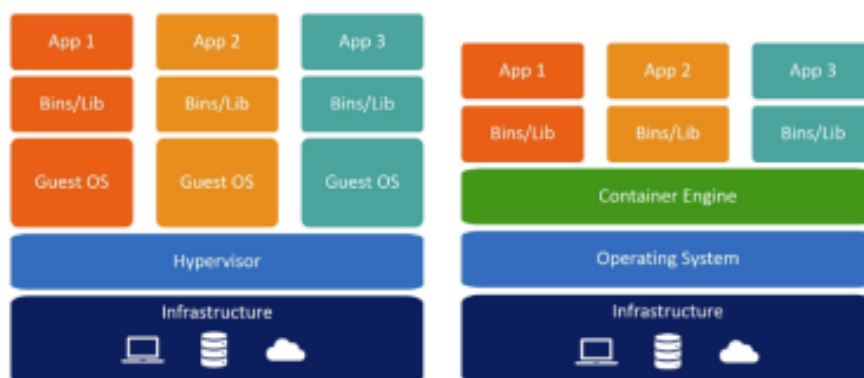 App 1 App 2 App 3
Bins/Lib Bins/Lib Bins/Lib
Guest OS Guest OS Guest OS
Hypervisor
Infrastructure
App 1 App 2 App 3
Bins/Lib Bins/Lib Bins/Lib
Container Engine
Operating System
Infrastructure